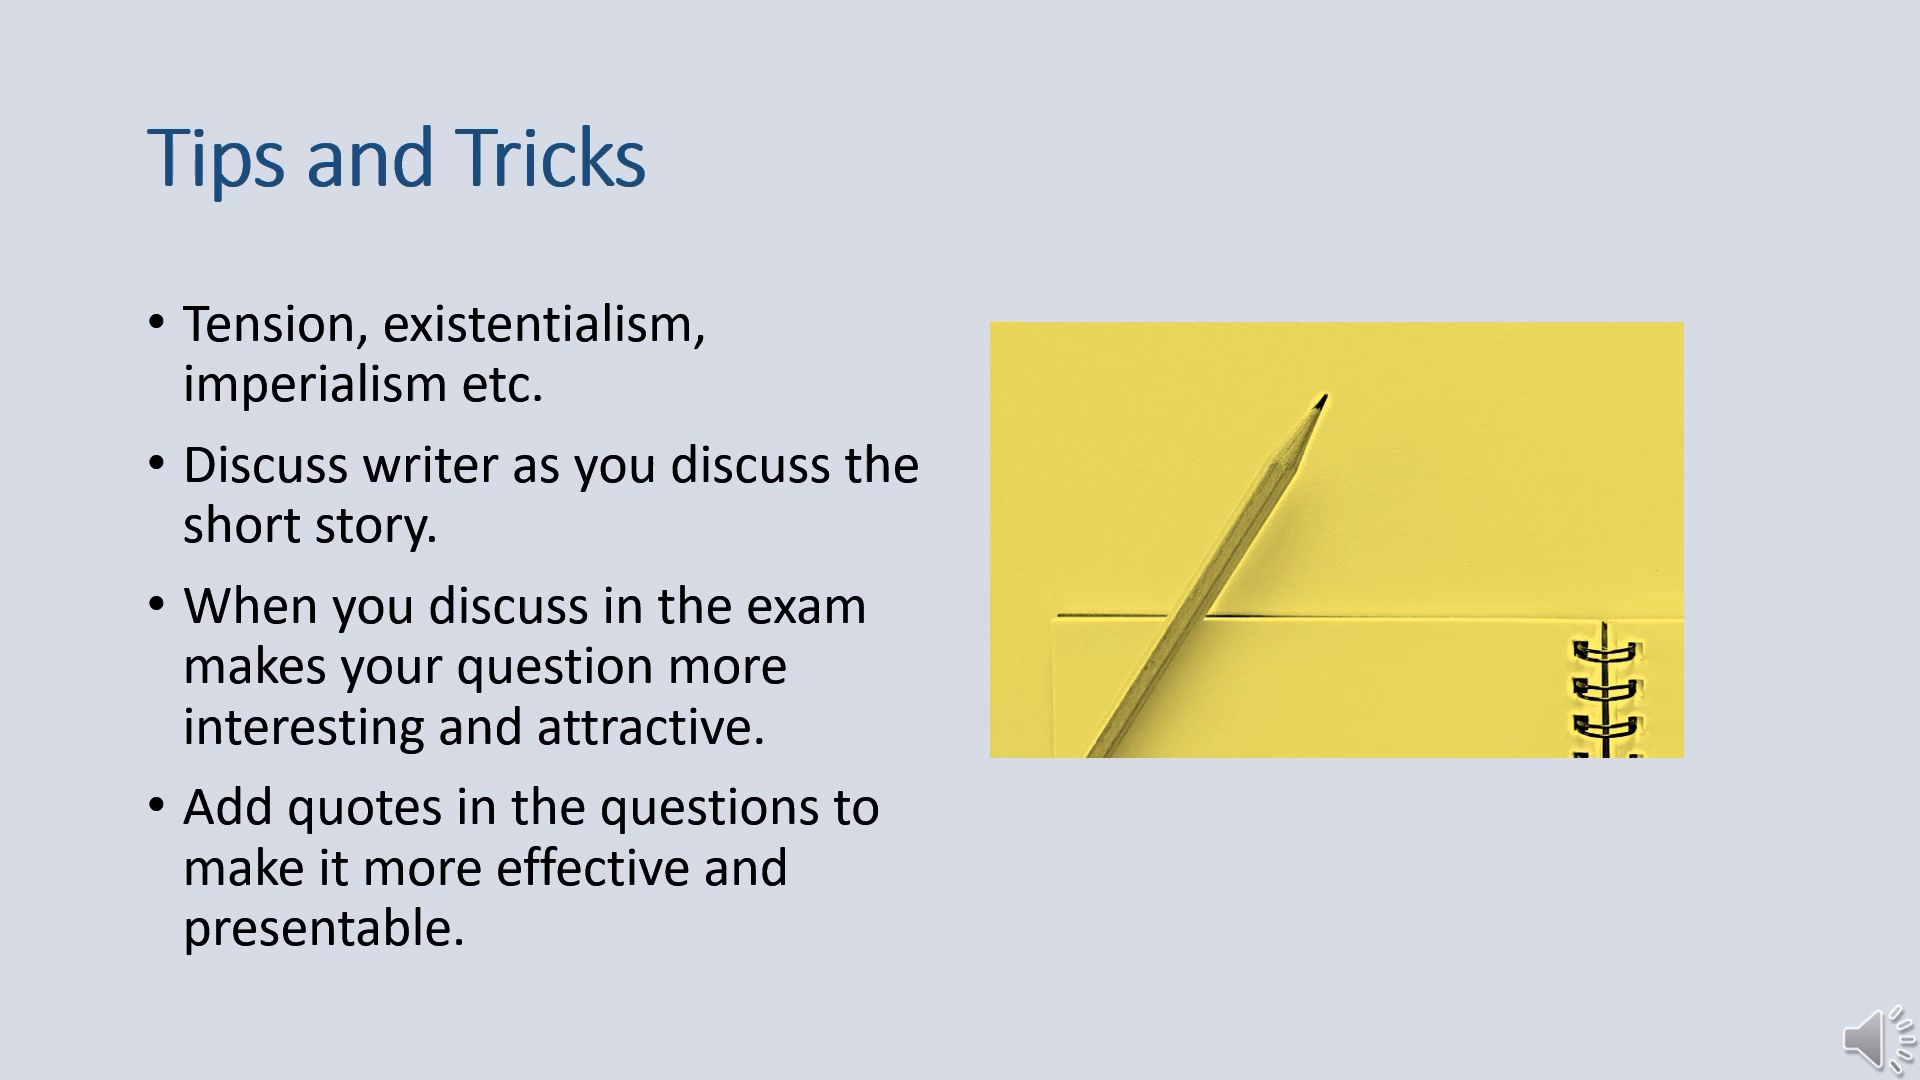 Tips and Tricks
• Tension, existentialism,
imperialism etc.
• Discuss writer as you discuss the
short story.
• When you discuss in the exam
makes your question more
interesting and attractive.
• Add quotes in the questions to
make it more effective and
presentable.